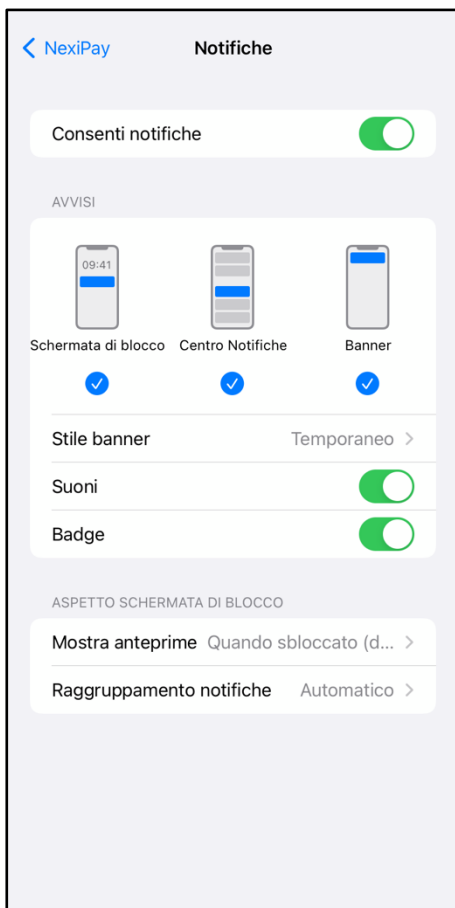 NexiPay Notifiche
Consenti notifiche
AVVISI
09:41
Schermata di blocco Centro Notifiche Banner
Stile banner Temporaneo
Suoni
Badge
ASPETTO SCHERMATA DI BLOCCO
Mostra anteprime Quando sbloccato (d...
Raggruppamento notifiche Automatico